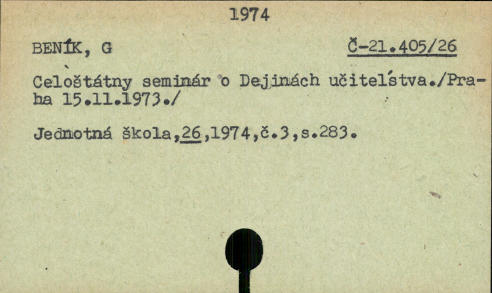 1974
BENÍK, G Č-21.405/26
Celoštátny seminár o Dejinách učiteľstva./Pra-
ha 15.11.1973./
Jednotná škola,26,1974,č.3,s.283.